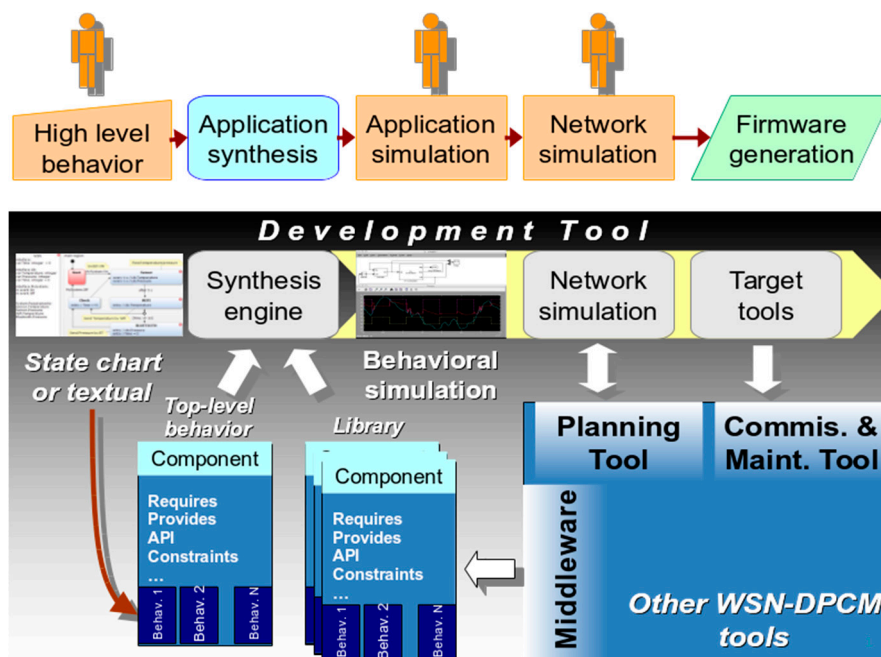 High level
behavior
Application
synthesis
Application
simulation
Network
simulation
Firmware
generation
Development Tool
Synthesis
engine
Network
simulation
Target
tools
State chart
or textual
Behavioral
simulation
Top-level
behavior
Library
Planning
Tool
Commis. &
Maint. Tool
Component
Requires
Provides
API
Constraints
...
Behav. 1
Behav. 2
Behav. N
Component
Requires
Provides
API
Constraints
...
Behav. 1
Behav. 2
Behav. N
Middleware
Other WSN-DPCM
tools